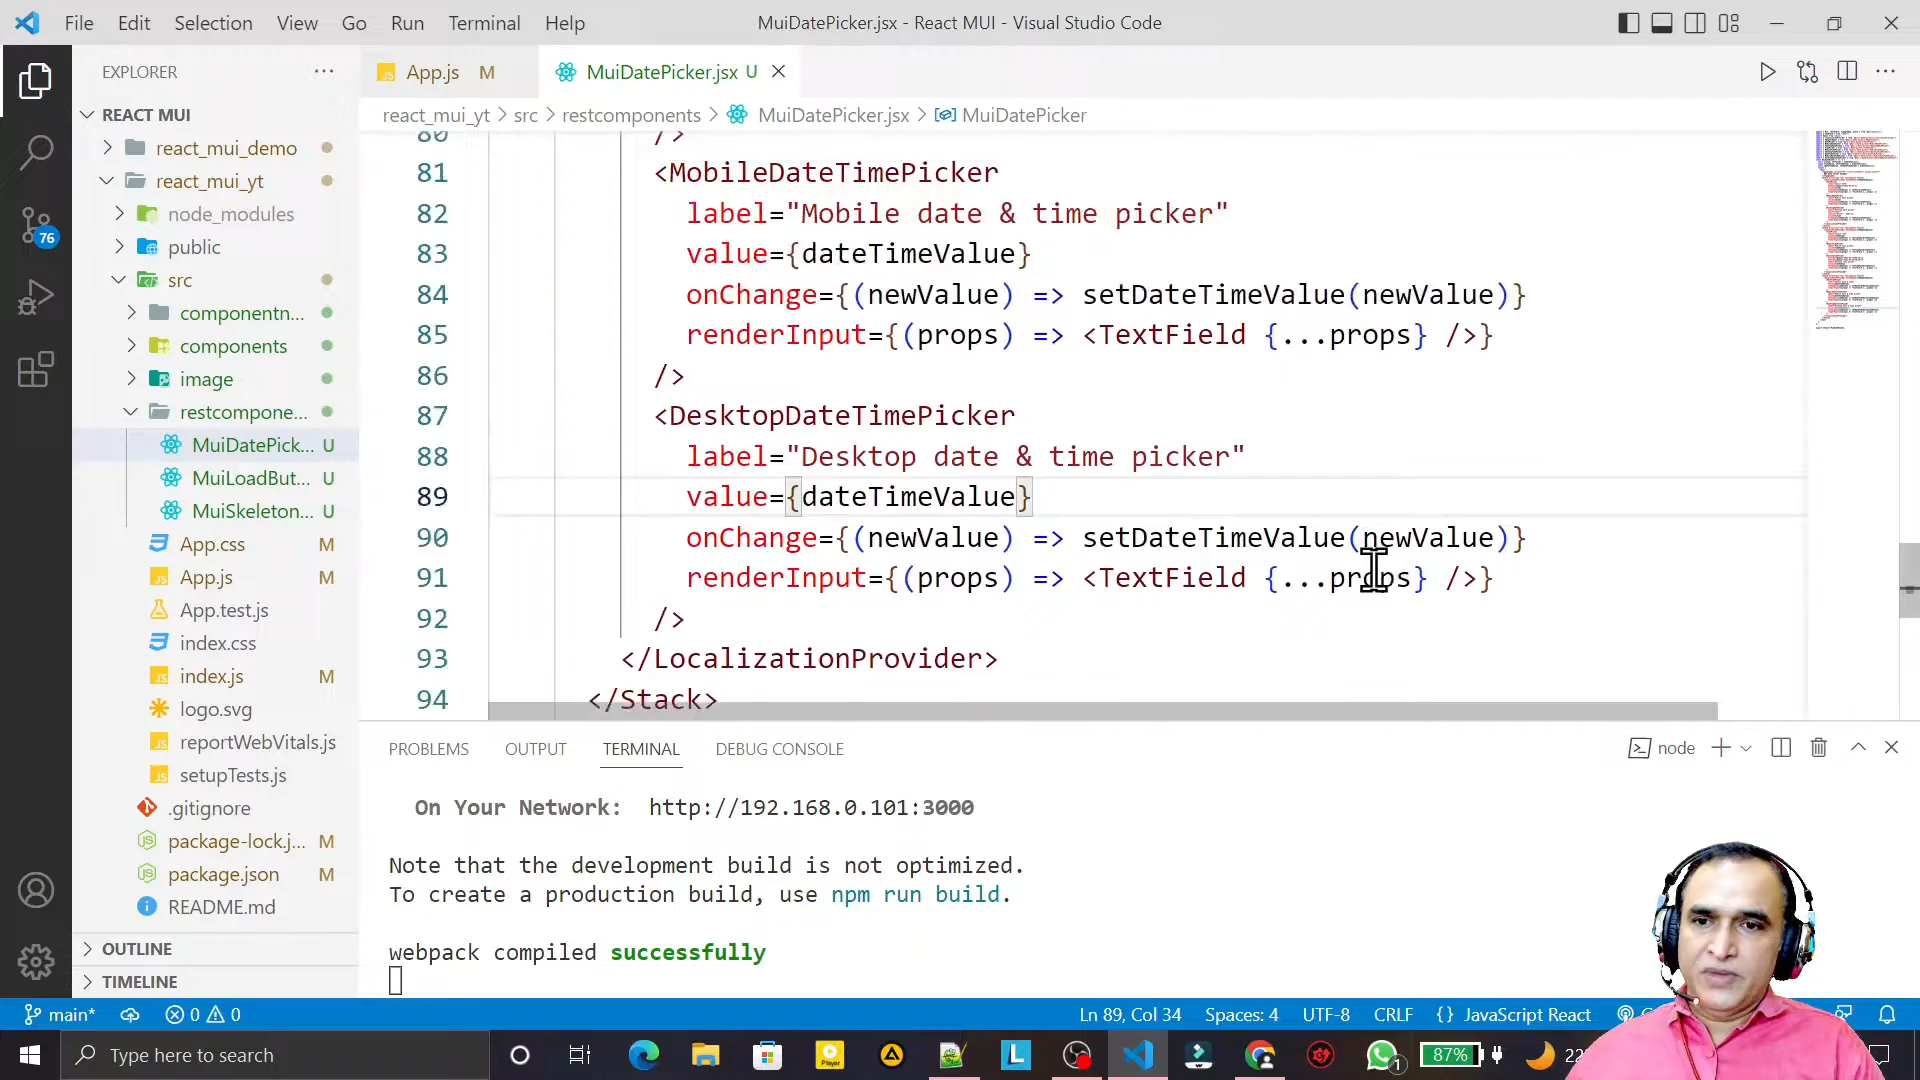 File Edit Selection View Go Run Terminal Help
MuiDatePicker.jsx - React MUI - Visual Studio Code
EXPLORER
REACT MUI
react_mui_demo
react_mui_yt
node_modules
public
src
componentn...
components
image
restcompone...
MuiDatePick... U
MuiLoadBut... U
MuiSkeleton... U
App.css M
App.js M
App.test.js
index.css
index.js M
logo.svg
reportWebVitals.js
setupTests.js
.gitignore
package-lock.j... M
package.json M
README.md
OUTLINE
TIMELINE
76
App.js M
MuiDatePicker.jsx U
react_mui_yt > src > restcomponents > MuiDatePicker.jsx > MuiDatePicker
80 />
81 <MobileDateTimePicker
82 label="Mobile date & time picker"
83 value={dateTimeValue}
84 onChange={(newValue) => setDateTimeValue(newValue)}
85 renderInput={(props) => <TextField {...props} />}
86 />
87 <DesktopDateTimePicker
88 label="Desktop date & time picker"
89 value={dateTimeValue}
90 onChange={(newValue) => setDateTimeValue(newValue)}
91 renderInput={(props) => <TextField {...props} />}
92 />
93 </LocalizationProvider>
94 </Stack>
PROBLEMS OUTPUT TERMINAL DEBUG CONSOLE
node
On Your Network: http://192.168.0.101:3000
Note that the development build is not optimized.
To create a production build, use npm run build.
webpack compiled successfully
main* 0 0
Ln 89, Col 34 Spaces: 4 UTF-8 CRLF {} JavaScript React
Type here to search
Player
L
1
87%